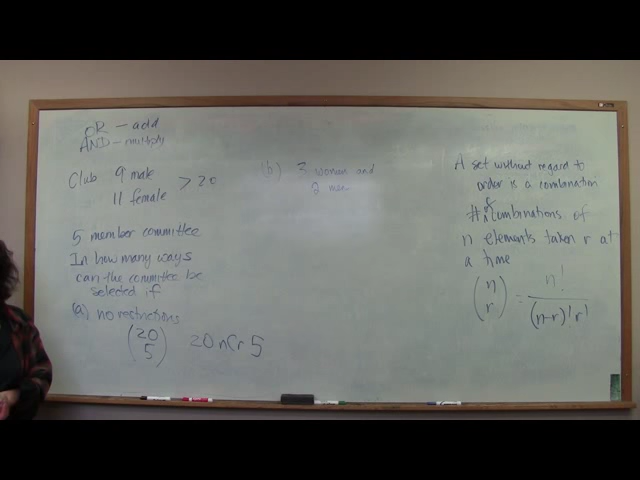 OR - add
AND - multiply
Club 9 male
11 female > 20
5 member committee
In how many ways
can the committee be
selected if
(a) no restrictions
(20
5) 20 nCr 5
(b) 3 women and
2 men
A set without regard to
order is a combination
# of combinations of
n elements taken r at
a time
(n
r) = n!
(n-r)! r!